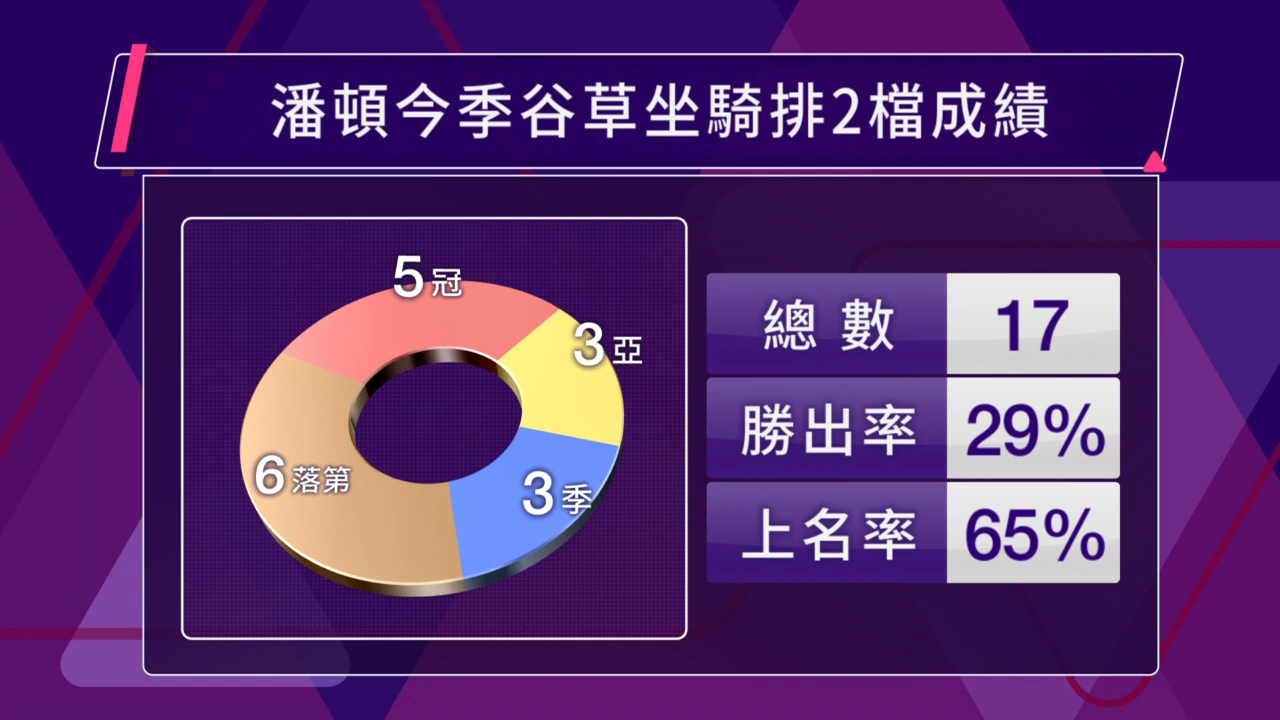 潘頓今季谷草坐騎排2檔成績
5冠
3亞
6落第
3季
總數 17
勝出率 29%
上名率 65%